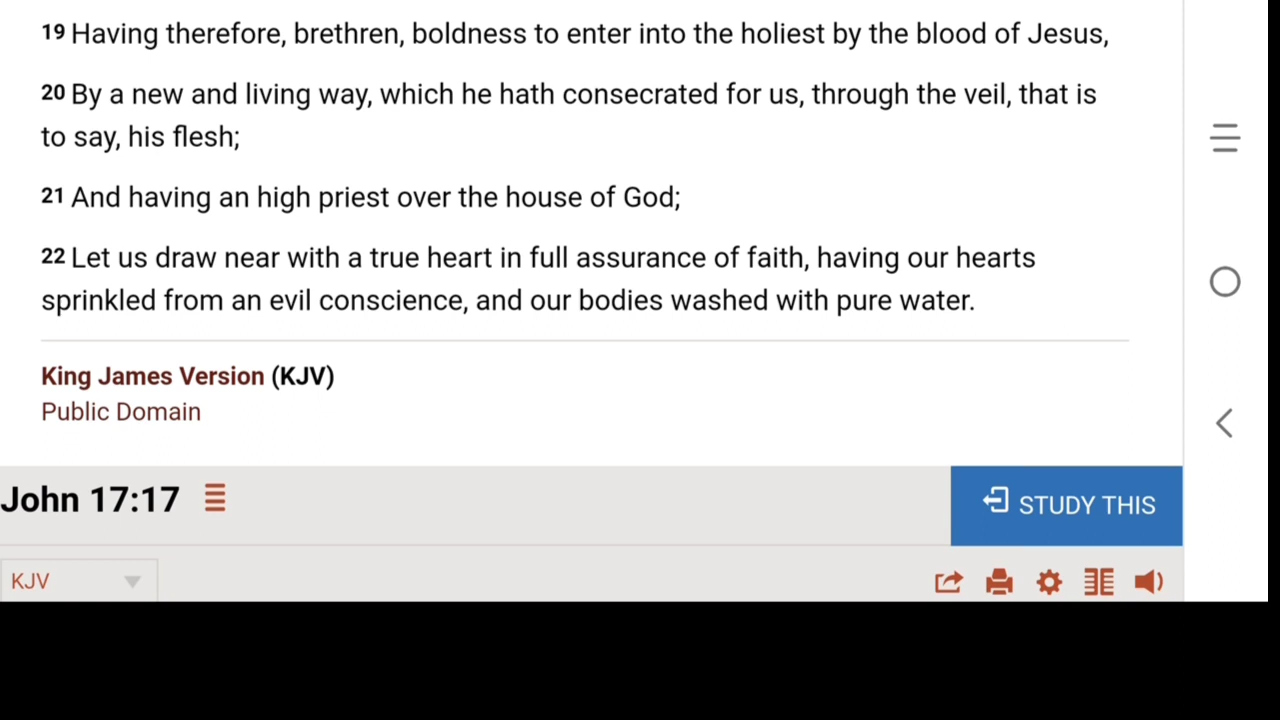 19 Having therefore, brethren, boldness to enter into the holiest by the blood of Jesus,
20 By a new and living way, which he hath consecrated for us, through the veil, that is
to say, his flesh;
21 And having an high priest over the house of God;
22 Let us draw near with a true heart in full assurance of faith, having our hearts
sprinkled from an evil conscience, and our bodies washed with pure water.
King James Version (KJV)
Public Domain
John 17:17
STUDY THIS
KJV